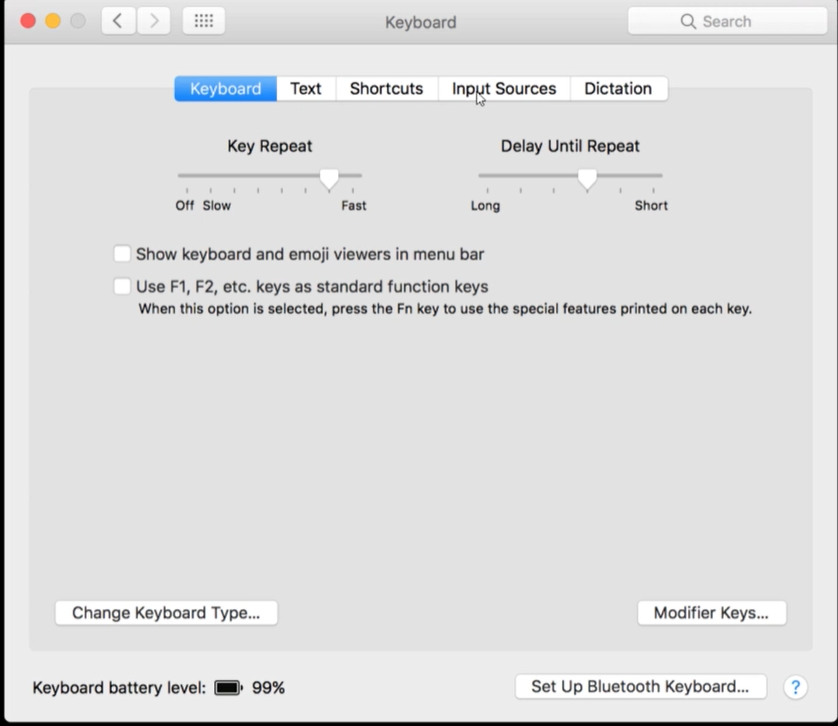 Keyboard
Search
Keyboard Text Shortcuts Input Sources Dictation
Key Repeat Delay Until Repeat
Off Slow Fast Long Short
Show keyboard and emoji viewers in menu bar
Use F1, F2, etc. keys as standard function keys
When this option is selected, press the Fn key to use the special features printed on each key.
Change Keyboard Type... Modifier Keys...
Keyboard battery level: 99% Set Up Bluetooth Keyboard... ?